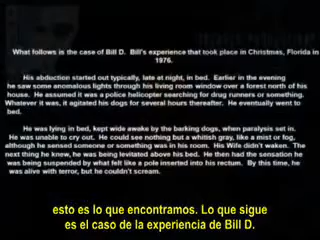 What follows in the case of Bill D.  Bill's experience that took place in Christmas, Florida in
1976.
His abduction started out typically, late at night, in bed.  Earlier in the evening
he saw some anomalous lights through his living room window over a forest north of his
house.  He assumed it was a police helicopter searching for drug runners or something.
Whatever it was, it agitated his dogs for several hours thereafter.  He eventually went to
bed.
He was lying in bed, kept wide awake by the barking dogs, when paralysis set in.
He was unable to cry out.  He could see nothing but a whitish gray, like a mist or fog,
although he sensed someone or something was in his room.  His Wife didn't waken.  The
next thing he knew, he was being levitated above his bed.  He then had the sensation he
was being suspended by what felt like a pole inserted into his rectum.  By this time, he
was alive with terror, but he couldn't scream.
esto es lo que encontramos. Lo que sigue
es el caso de la experiencia de Bill D.